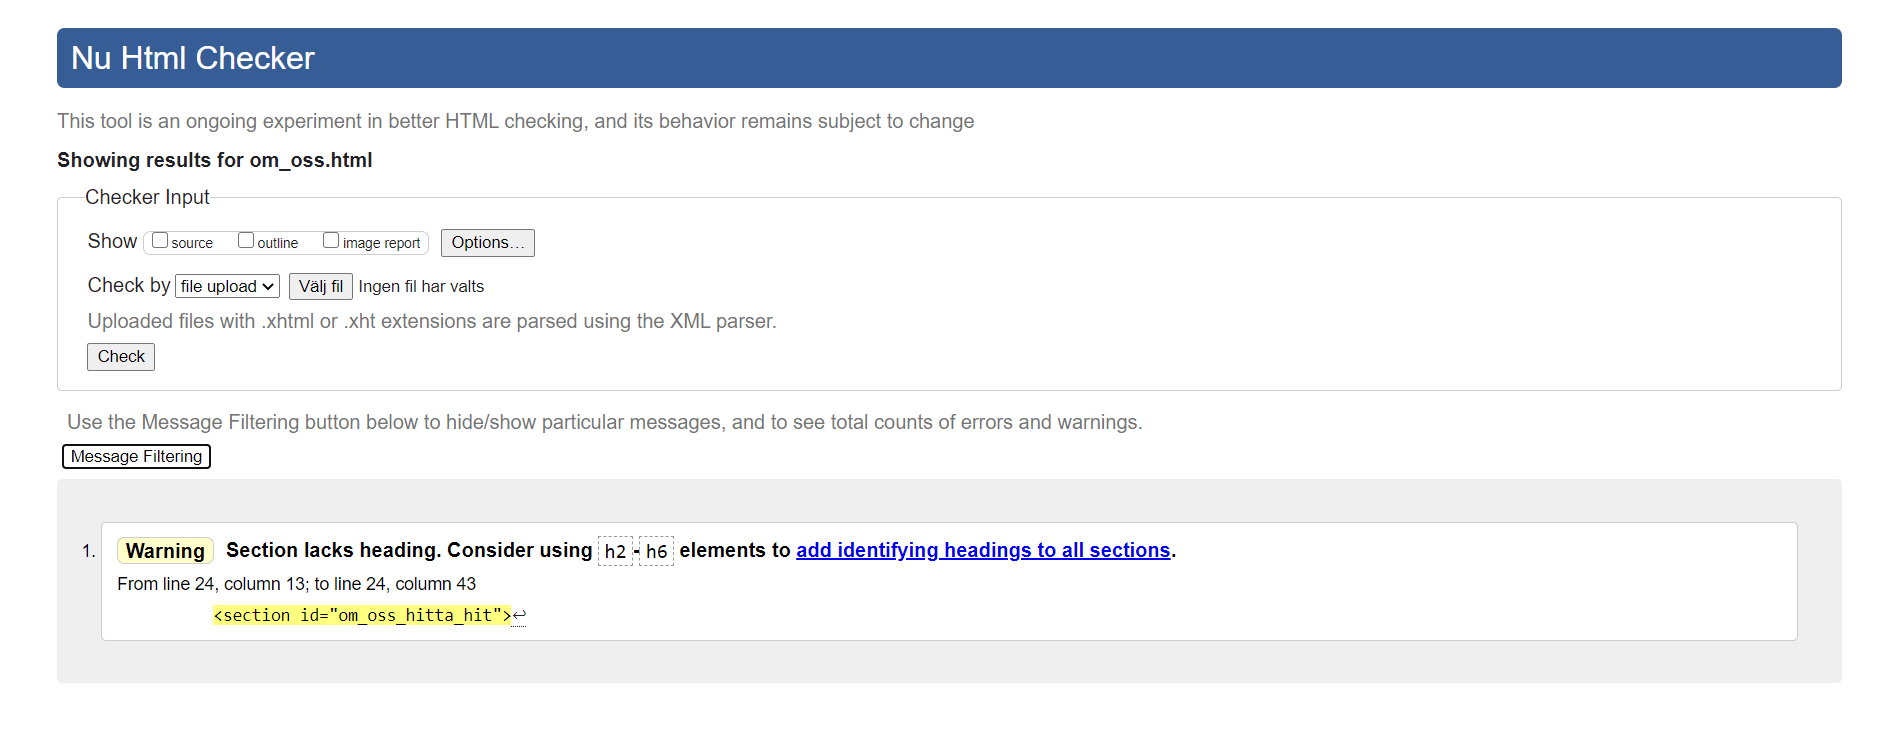 Nu Html Checker
This tool is an ongoing experiment in better HTML checking, and its behavior remains subject to change
Showing results for om_oss.html
Checker Input
Show source outline image report Options…
Check by file upload Välj fil Ingen fil har valts
Uploaded files with .xhtml or .xht extensions are parsed using the XML parser.
Check
Use the Message Filtering button below to hide/show particular messages, and to see total counts of errors and warnings.
Message Filtering
1. Warning Section lacks heading. Consider using h2-h6 elements to add identifying headings to all sections.
From line 24, column 13; to line 24, column 43
<section id="om_oss_hitta_hit">↩